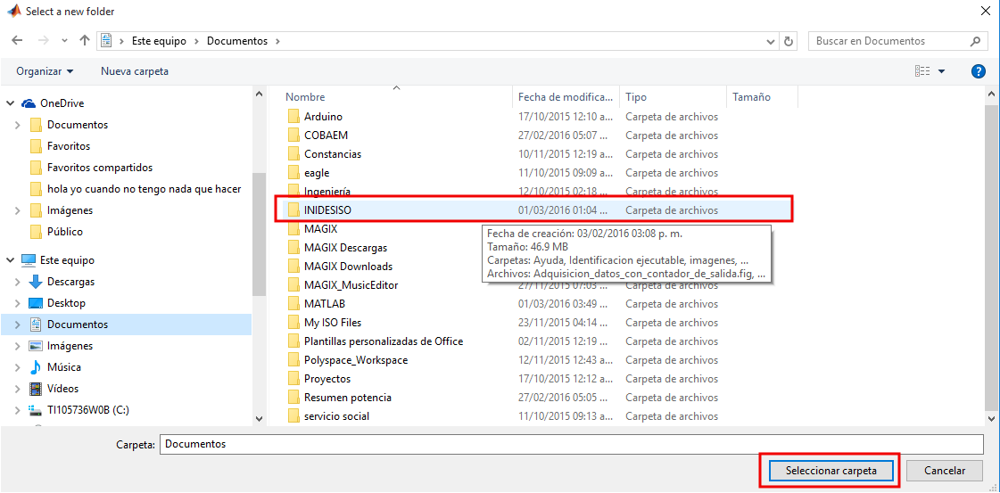 Select a new folder
Este equipo > Documentos >
Buscar en Documentos
Organizar
Nueva carpeta
?
OneDrive
Documentos
Favoritos
Favoritos compartidos
hola yo cuando no tengo nada que hacer
Imágenes
Público
Este equipo
Descargas
Desktop
Documentos
Imágenes
Música
Vídeos
TI105736W0B (C:)
Nombre Fecha de modifica... Tipo Tamaño
Arduino 17/10/2015 12:10 a... Carpeta de archivos
COBAEM 27/02/2016 05:07 ... Carpeta de archivos
Constancias 10/11/2015 12:19 a... Carpeta de archivos
eagle 11/10/2015 09:09 a... Carpeta de archivos
Ingeniería 12/10/2015 02:18 ... Carpeta de archivos
INIDESISO 01/03/2016 01:04 ... Carpeta de archivos
MAGIX
MAGIX Descargas
MAGIX Downloads
MAGIX_MusicEditor 27/11/2015 07:03 ... Carpeta de archivos
MATLAB 01/03/2016 03:49 ... Carpeta de archivos
My ISO Files 23/11/2015 04:14 ... Carpeta de archivos
Plantillas personalizadas de Office 02/11/2015 12:19 ... Carpeta de archivos
Polyspace_Workspace 12/11/2015 12:43 a... Carpeta de archivos
Proyectos 17/10/2015 12:12 a... Carpeta de archivos
Resumen potencia 27/02/2016 05:05 ... Carpeta de archivos
servicio social 11/10/2015 09:13 a... Carpeta de archivos
Fecha de creación: 03/02/2016 03:08 p. m.
Tamaño: 46.9 MB
Carpetas: Ayuda, Identificacion ejecutable, imagenes, ...
Archivos: Adquisicion_datos_con_contador_de_salida.fig, ...
Carpeta: Documentos
Seleccionar carpeta
Cancelar